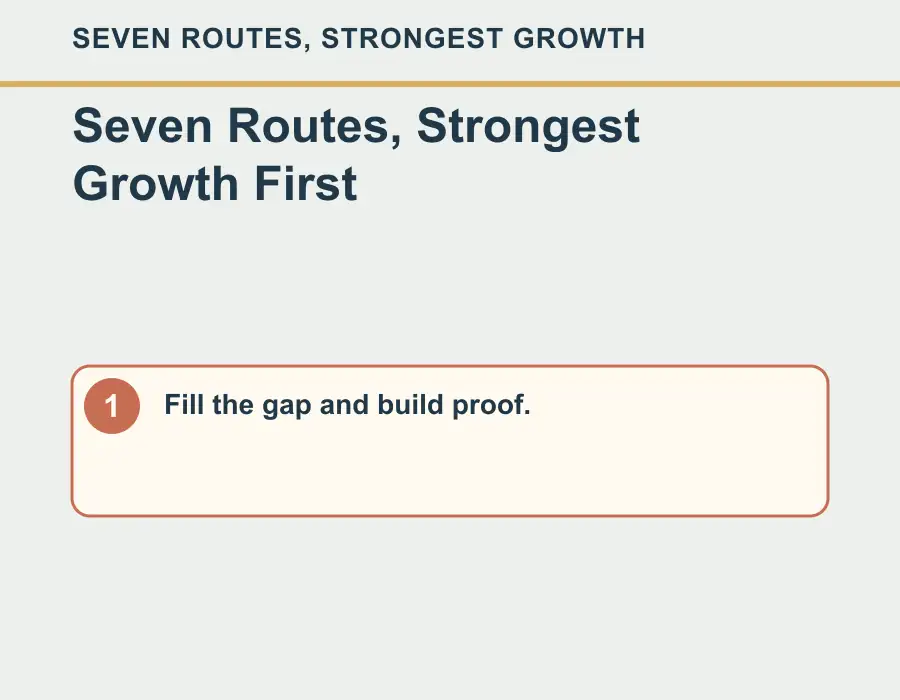 SEVEN ROUTES, STRONGEST GROWTH
Seven Routes, Strongest
Growth First
1
Fill the gap and build proof.